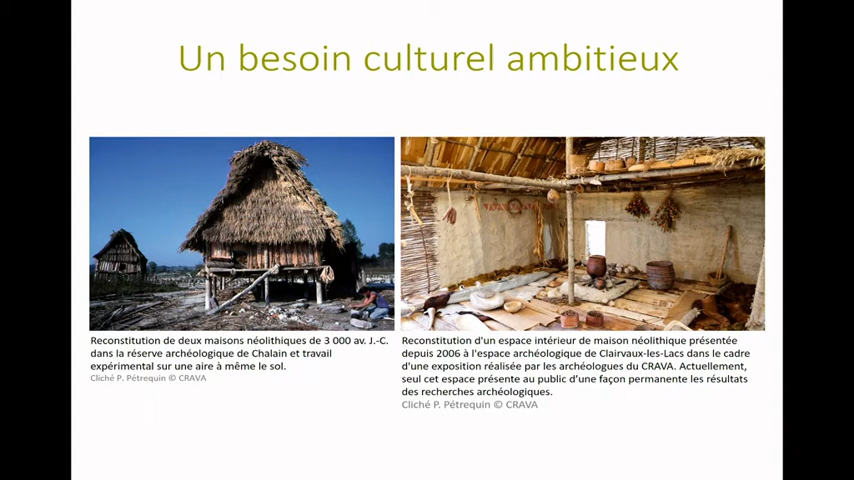 Un besoin culturel ambitieux
Reconstitution de deux maisons néolithiques de 3 000 av. J.-C.
dans la réserve archéologique de Chalain et travail
expérimental sur une aire à même le sol.
Cliché P. Pétrequin © CRAVA
Reconstitution d'un espace intérieur de maison néolithique présentée
depuis 2006 à l'espace archéologique de Clairvaux-les-Lacs dans le cadre
d'une exposition réalisée par les archéologues du CRAVA. Actuellement,
seul cet espace présente au public d'une façon permanente les résultats
des recherches archéologiques.
Cliché P. Pétrequin © CRAVA